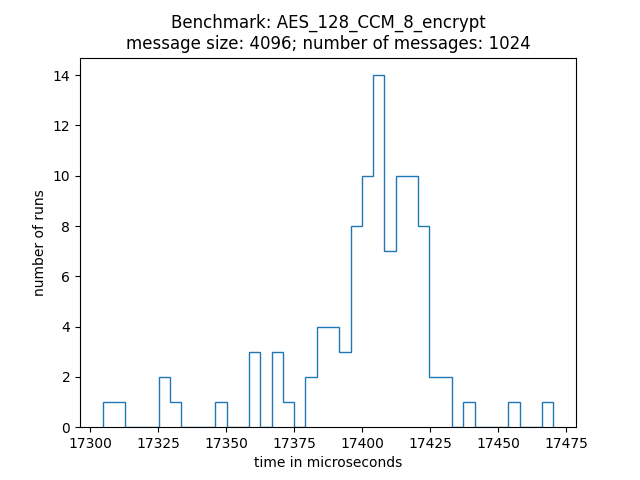 Benchmark: AES_128_CCM_8_encrypt
message size: 4096; number of messages: 1024
number of runs
14
12
10
8
6
4
2
0
17300 17325 17350 17375 17400 17425 17450 17475
time in microseconds